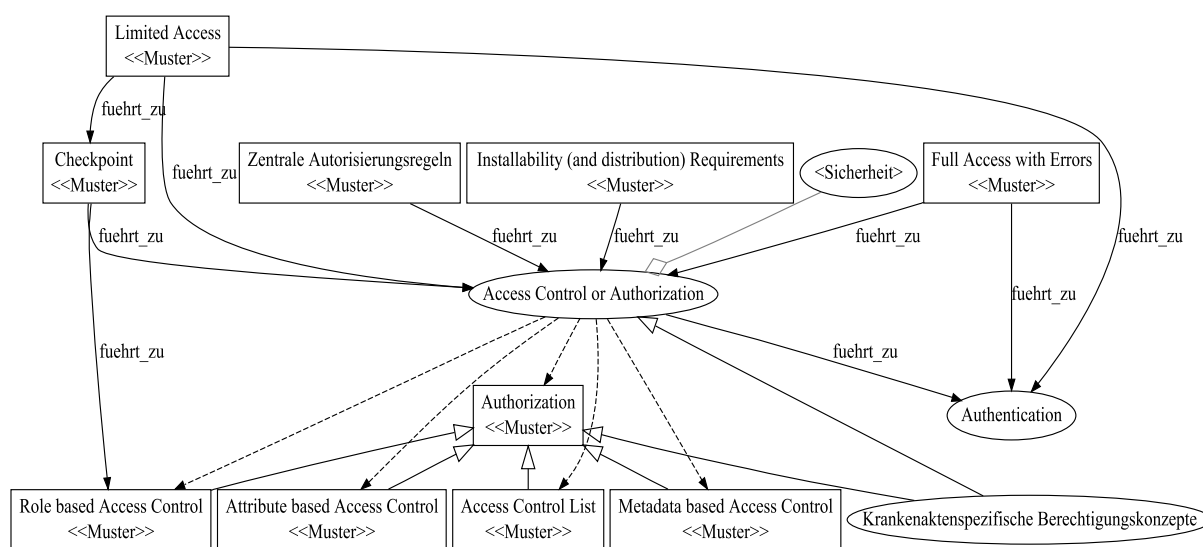 Limited Access
<<Muster>>
fuehrt_zu
Checkpoint
<<Muster>>
fuehrt_zu
Zentrale Autorisierungsregeln
<<Muster>>
Installability (and distribution) Requirements
<<Muster>>
<Sicherheit>
Full Access with Errors
<<Muster>>
fuehrt_zu
fuehrt_zu
fuehrt_zu
fuehrt_zu
fuehrt_zu
Access Control or Authorization
fuehrt_zu
fuehrt_zu
fuehrt_zu
Authorization
<<Muster>>
Authentication
Role based Access Control
<<Muster>>
Attribute based Access Control
<<Muster>>
Access Control List
<<Muster>>
Metadata based Access Control
<<Muster>>
Krankenaktenspezifische Berechtigungskonzepte